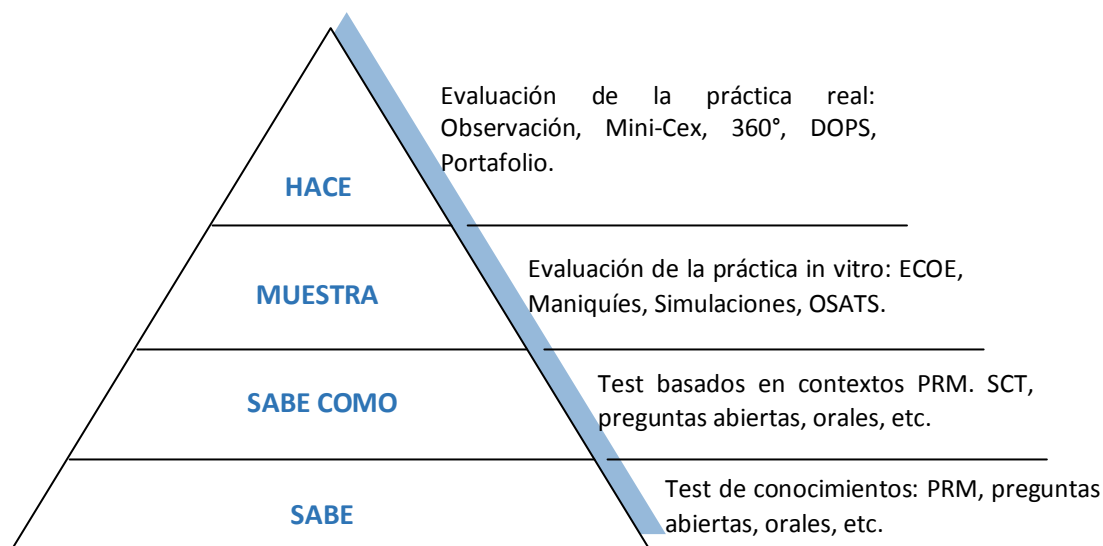 Evaluación de la práctica real:
Observación, Mini-Cex, 360°, DOPS,
Portafolio.
HACE
Evaluación de la práctica in vitro: ECOE,
Maniquíes, Simulaciones, OSATS.
MUESTRA
Test basados en contextos PRM. SCT,
preguntas abiertas, orales, etc.
SABE COMO
Test de conocimientos: PRM, preguntas
abiertas, orales, etc.
SABE